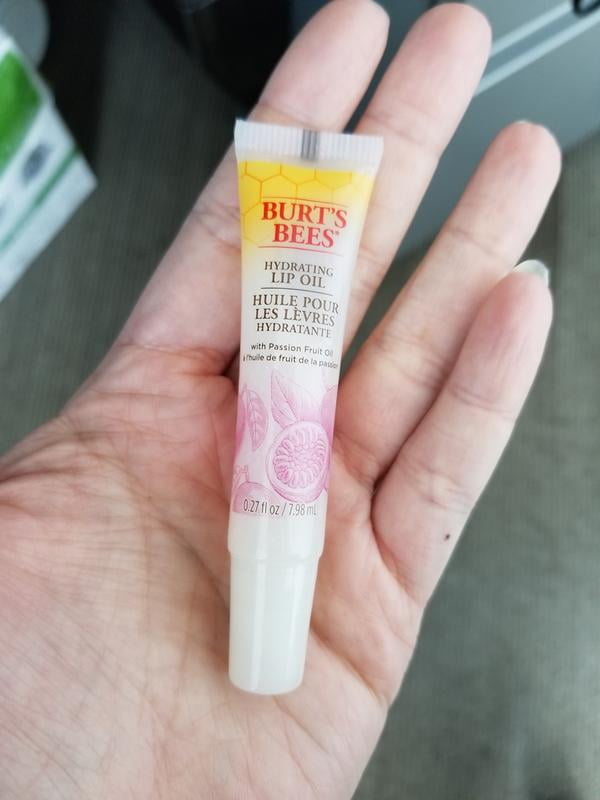 BURT'S
BEES®
HYDRATING
LIP OIL
HUILE POUR
LES LÈVRES
HYDRATANTE
with Passion Fruit Oil
à l'huile de fruit de la passion
0.27 fl oz / 7.98 mL